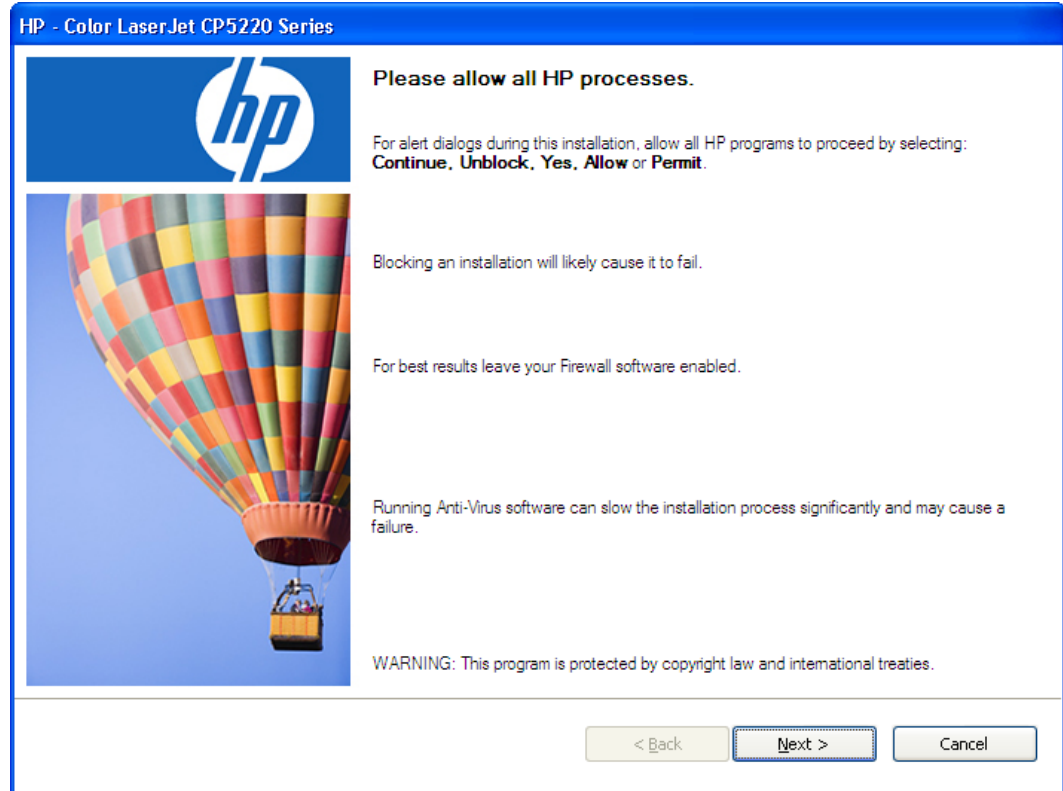 HP - Color LaserJet CP5220 Series
hp
Please allow all HP processes.
For alert dialogs during this installation, allow all HP programs to proceed by selecting:
Continue, Unblock, Yes, Allow or Permit.
Blocking an installation will likely cause it to fail.
For best results leave your Firewall software enabled.
Running Anti-Virus software can slow the installation process significantly and may cause a
failure.
WARNING: This program is protected by copyright law and international treaties.
< Back
Next >
Cancel